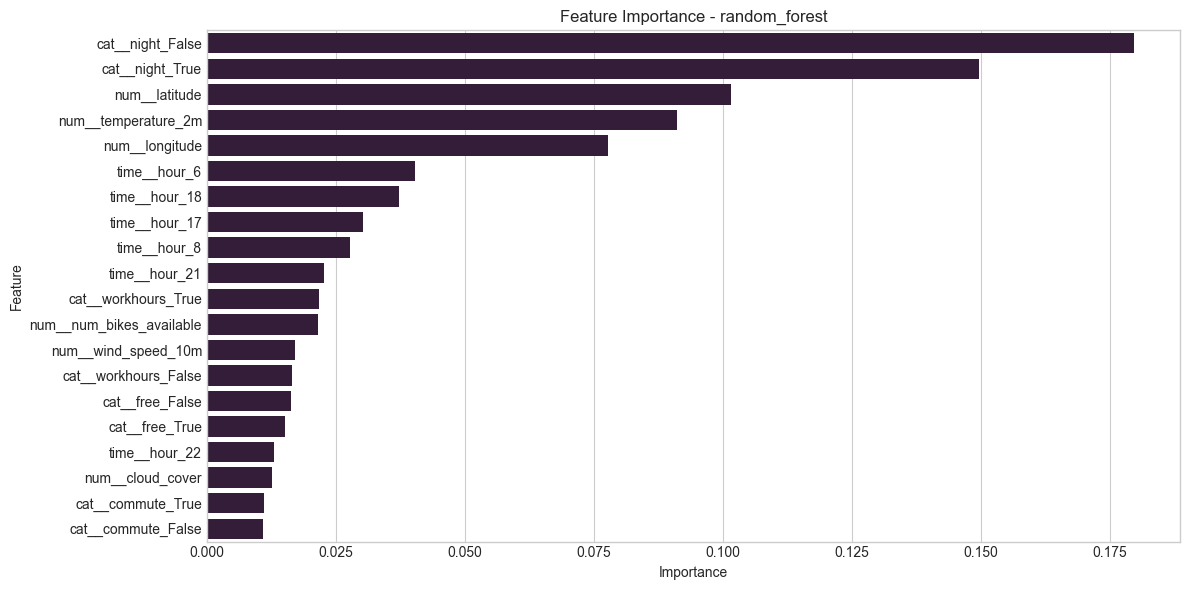 Feature Importance - random_forest
Feature
cat__night_False
cat__night_True
num__latitude
num__temperature_2m
num__longitude
time__hour_6
time__hour_18
time__hour_17
time__hour_8
time__hour_21
cat__workhours_True
num__num_bikes_available
num__wind_speed_10m
cat__workhours_False
cat__free_False
cat__free_True
time__hour_22
num__cloud_cover
cat__commute_True
cat__commute_False
0.000 0.025 0.050 0.075 0.100 0.125 0.150 0.175
Importance